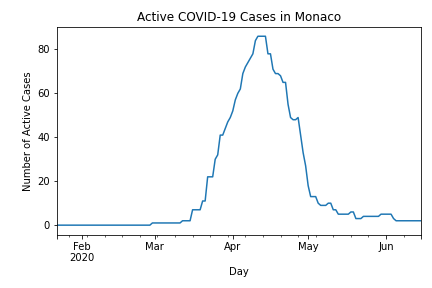 Active COVID-19 Cases in Monaco
Number of Active Cases
80
60
40
20
0
Feb Mar Apr May Jun
2020
Day